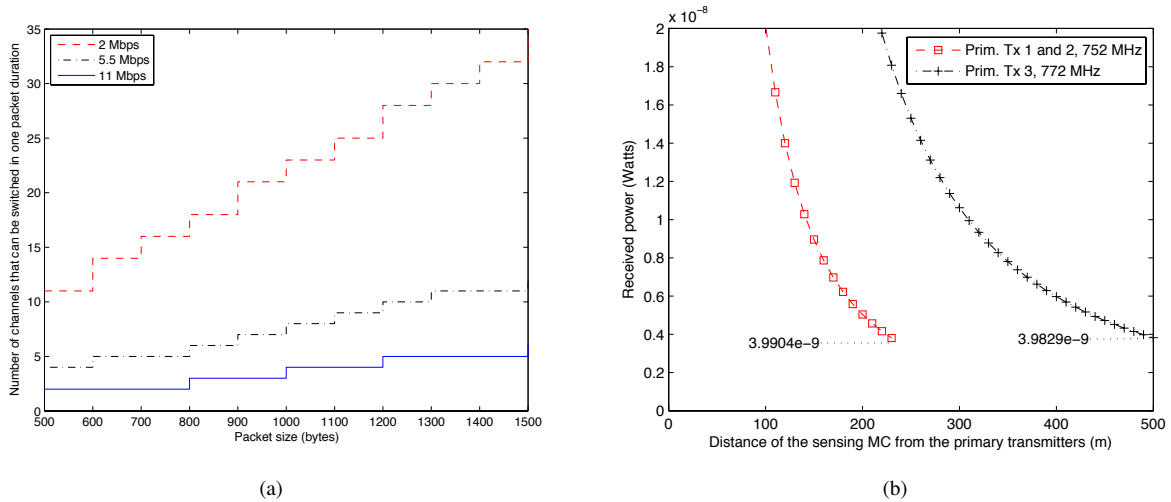 35
30
25
20
15
10
5
0
500 600 700 800 900 1000 1100 1200 1300 1400 1500
Packet size (bytes)
Number of channels that can be switched in one packet duration
2 Mbps
5.5 Mbps
11 Mbps
(a)
x 10⁻⁸
2
1.8
1.6
1.4
1.2
1
0.8
0.6
0.4
0.2
0
0 100 200 300 400 500
Distance of the sensing MC from the primary transmitters (m)
Received power (Watts)
Prim. Tx 1 and 2, 752 MHz
Prim. Tx 3, 772 MHz
3.9904e−9
3.9829e−9
(b)